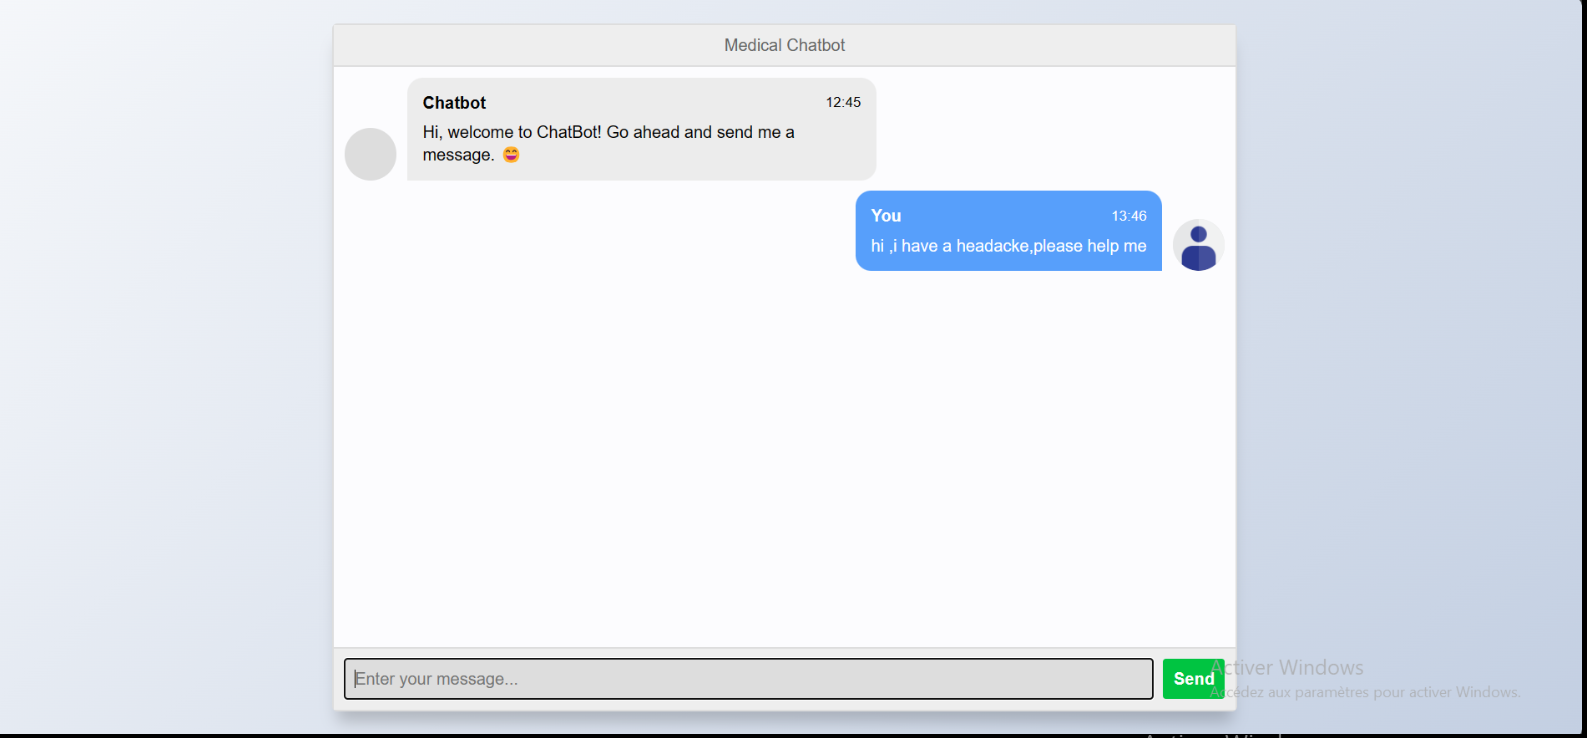 Medical Chatbot
Chatbot
12:45
Hi, welcome to ChatBot! Go ahead and send me a
message. 😄
You
13:46
hi ,i have a headacke,please help me
Enter your message...
Send
Activer Windows
Accédez aux paramètres pour activer Windows.